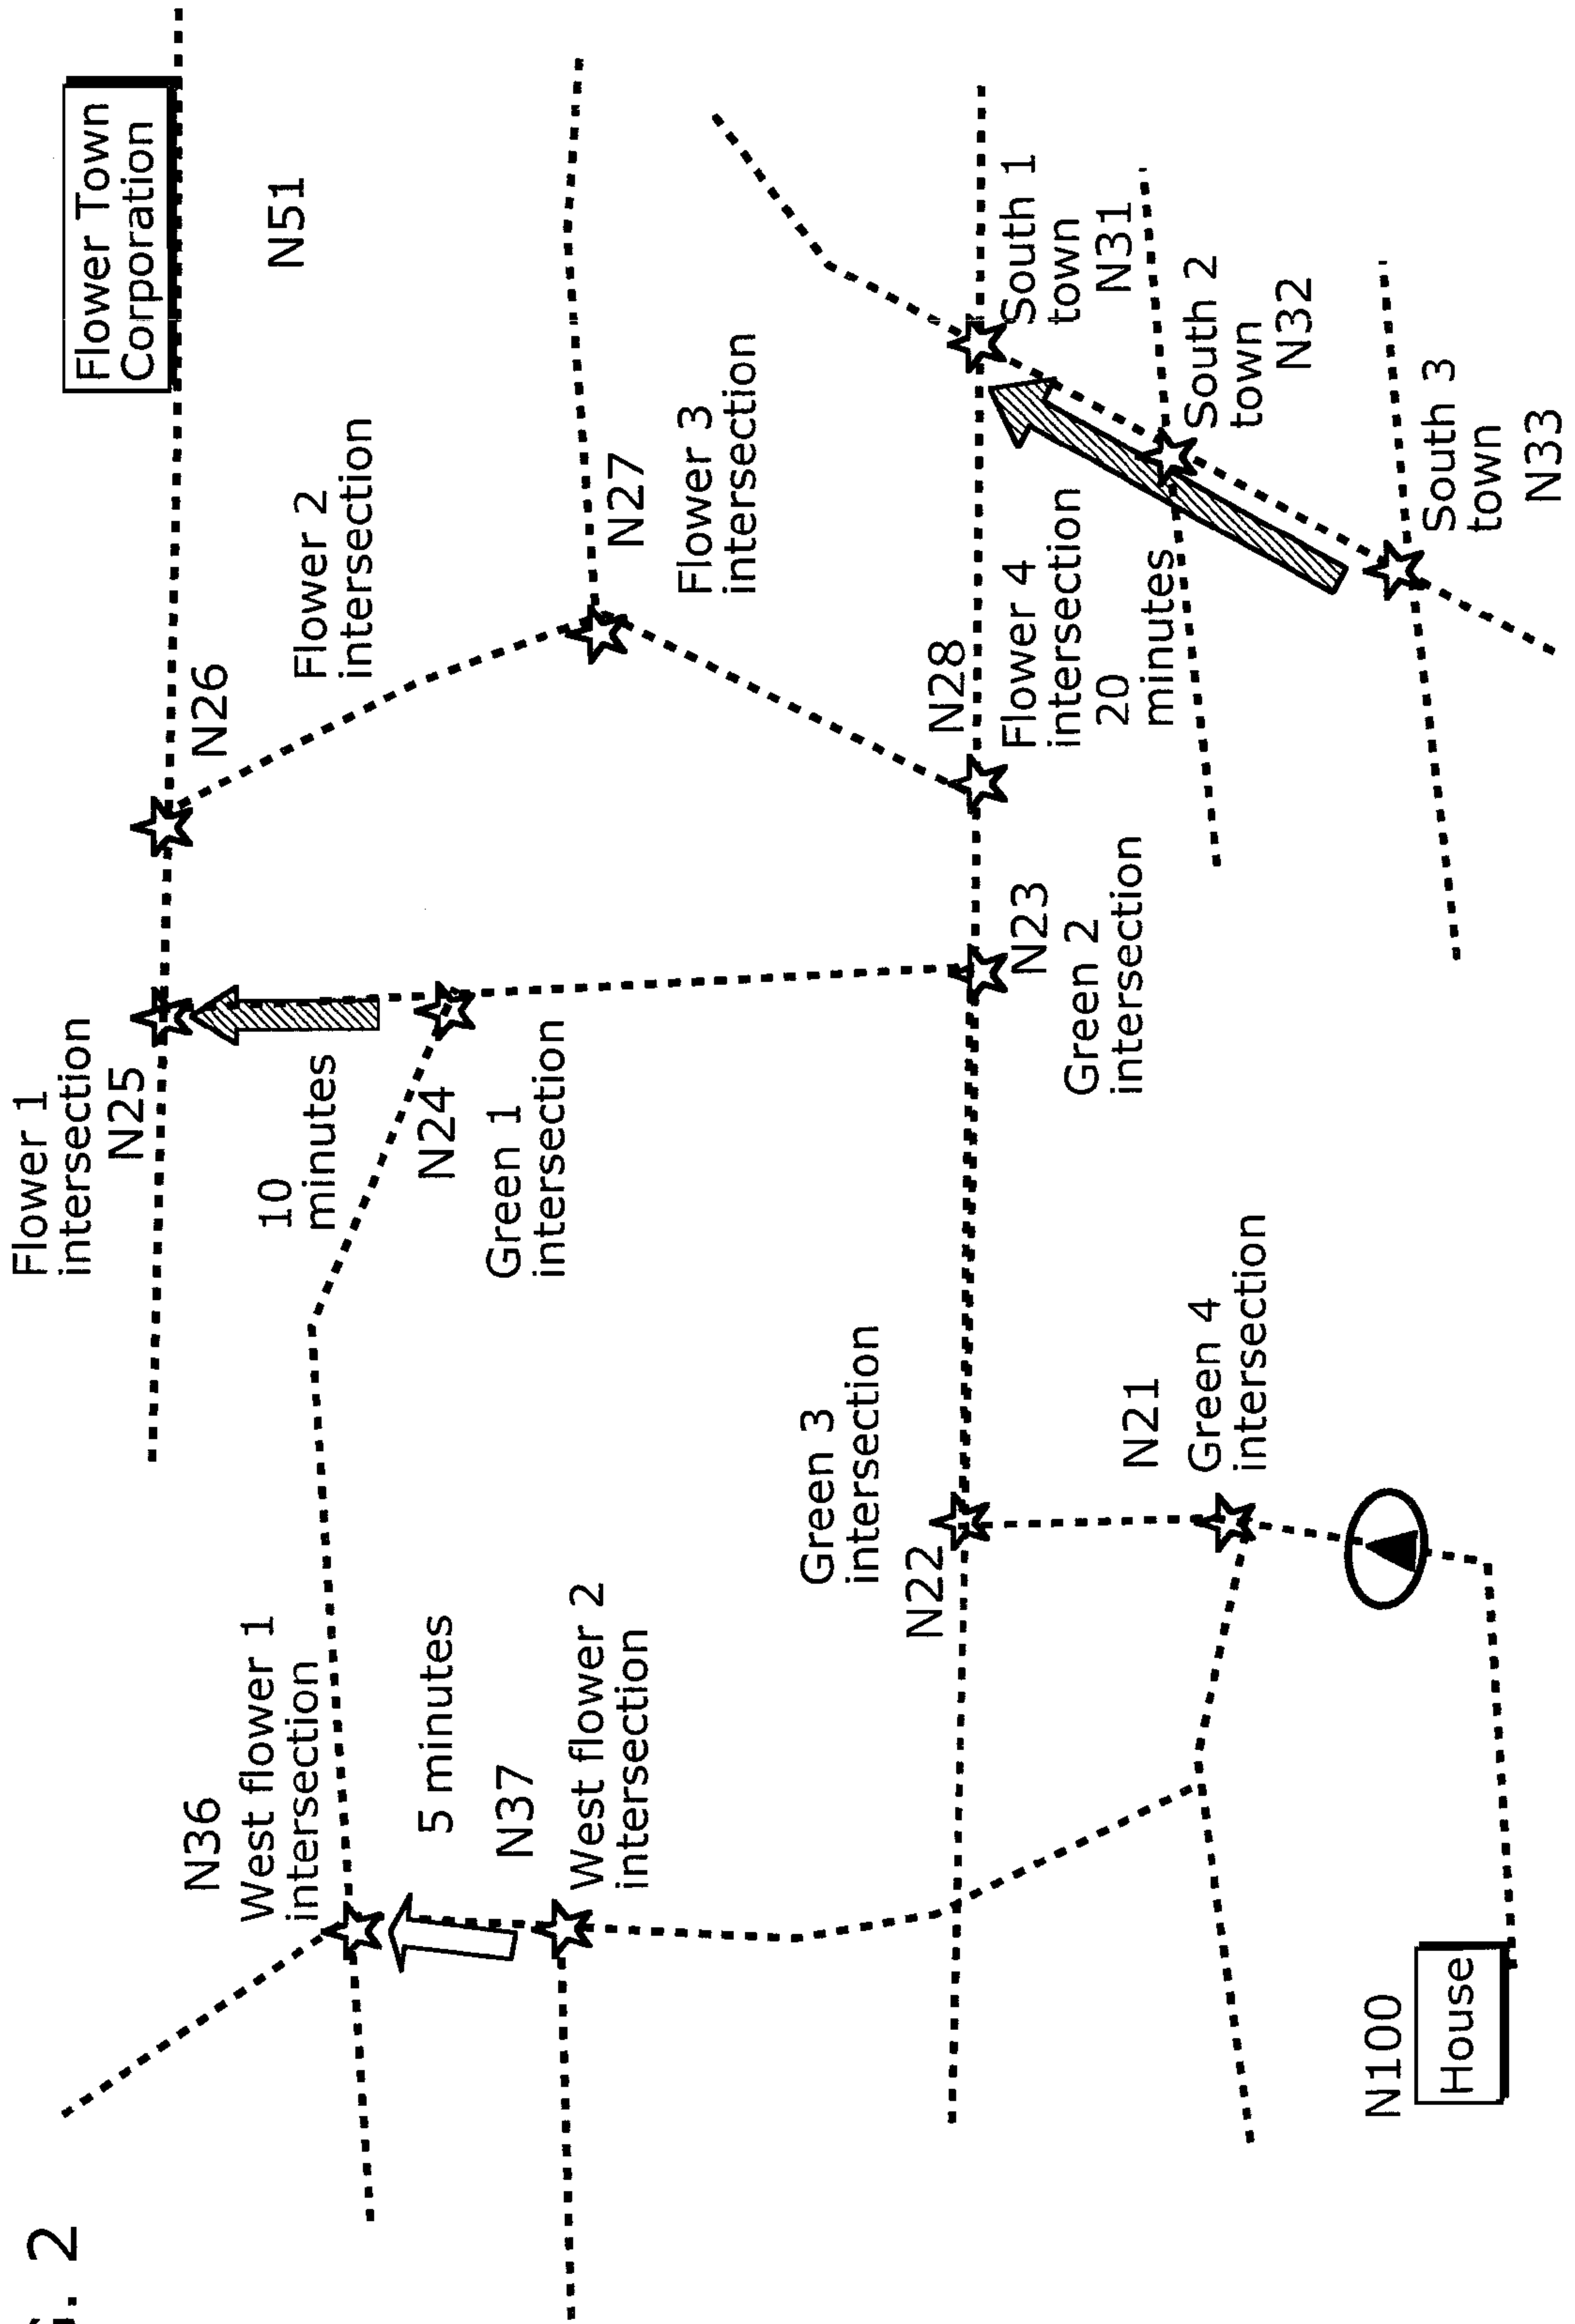 G. 2
Flower 1
intersection
N25
Flower Town
Corporation
N26
N51
N36
West flower 1
intersection
10
minutes
Flower 2
intersection
5 minutes
N24
Green 1
intersection
N27
Flower 3
intersection
N37
West flower 2
intersection
Green 3
intersection
N22
N28
Flower 4
intersection
20
minutes
N23
Green 2
intersection
South 1
town
N31
N21
Green 4
intersection
South 2
town
N32
N100
House
South 3
town
N33